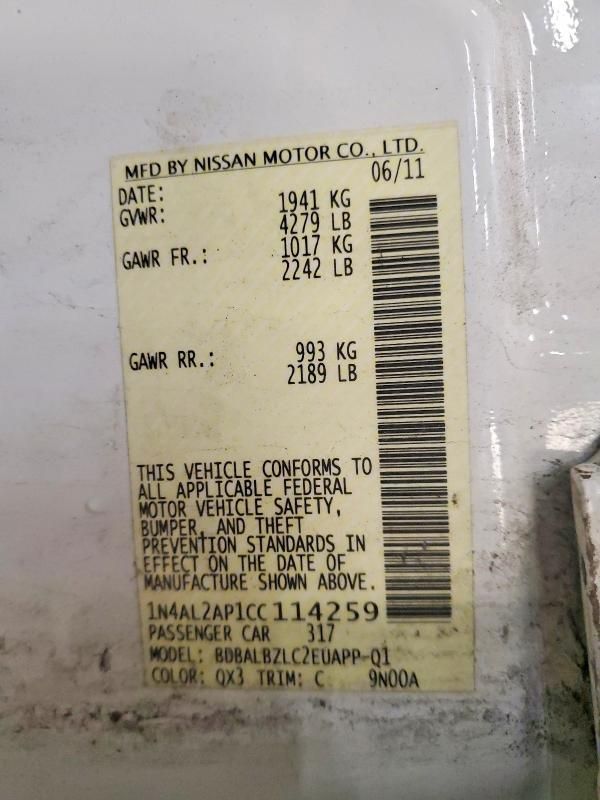 MFD BY NISSAN MOTOR CO., LTD.
DATE: 06/11
GVWR: 1941 KG
4279 LB
GAWR FR.: 1017 KG
2242 LB
GAWR RR.: 993 KG
2189 LB
THIS VEHICLE CONFORMS TO
ALL APPLICABLE FEDERAL
MOTOR VEHICLE SAFETY,
BUMPER, AND THEFT
PREVENTION STANDARDS IN
EFFECT ON THE DATE OF
MANUFACTURE SHOWN ABOVE.
1N4AL2AP1CC114259
PASSENGER CAR 317
MODEL: BDBALBZLC2EUAPP-Q1
COLOR: QX3 TRIM: C 9N00A